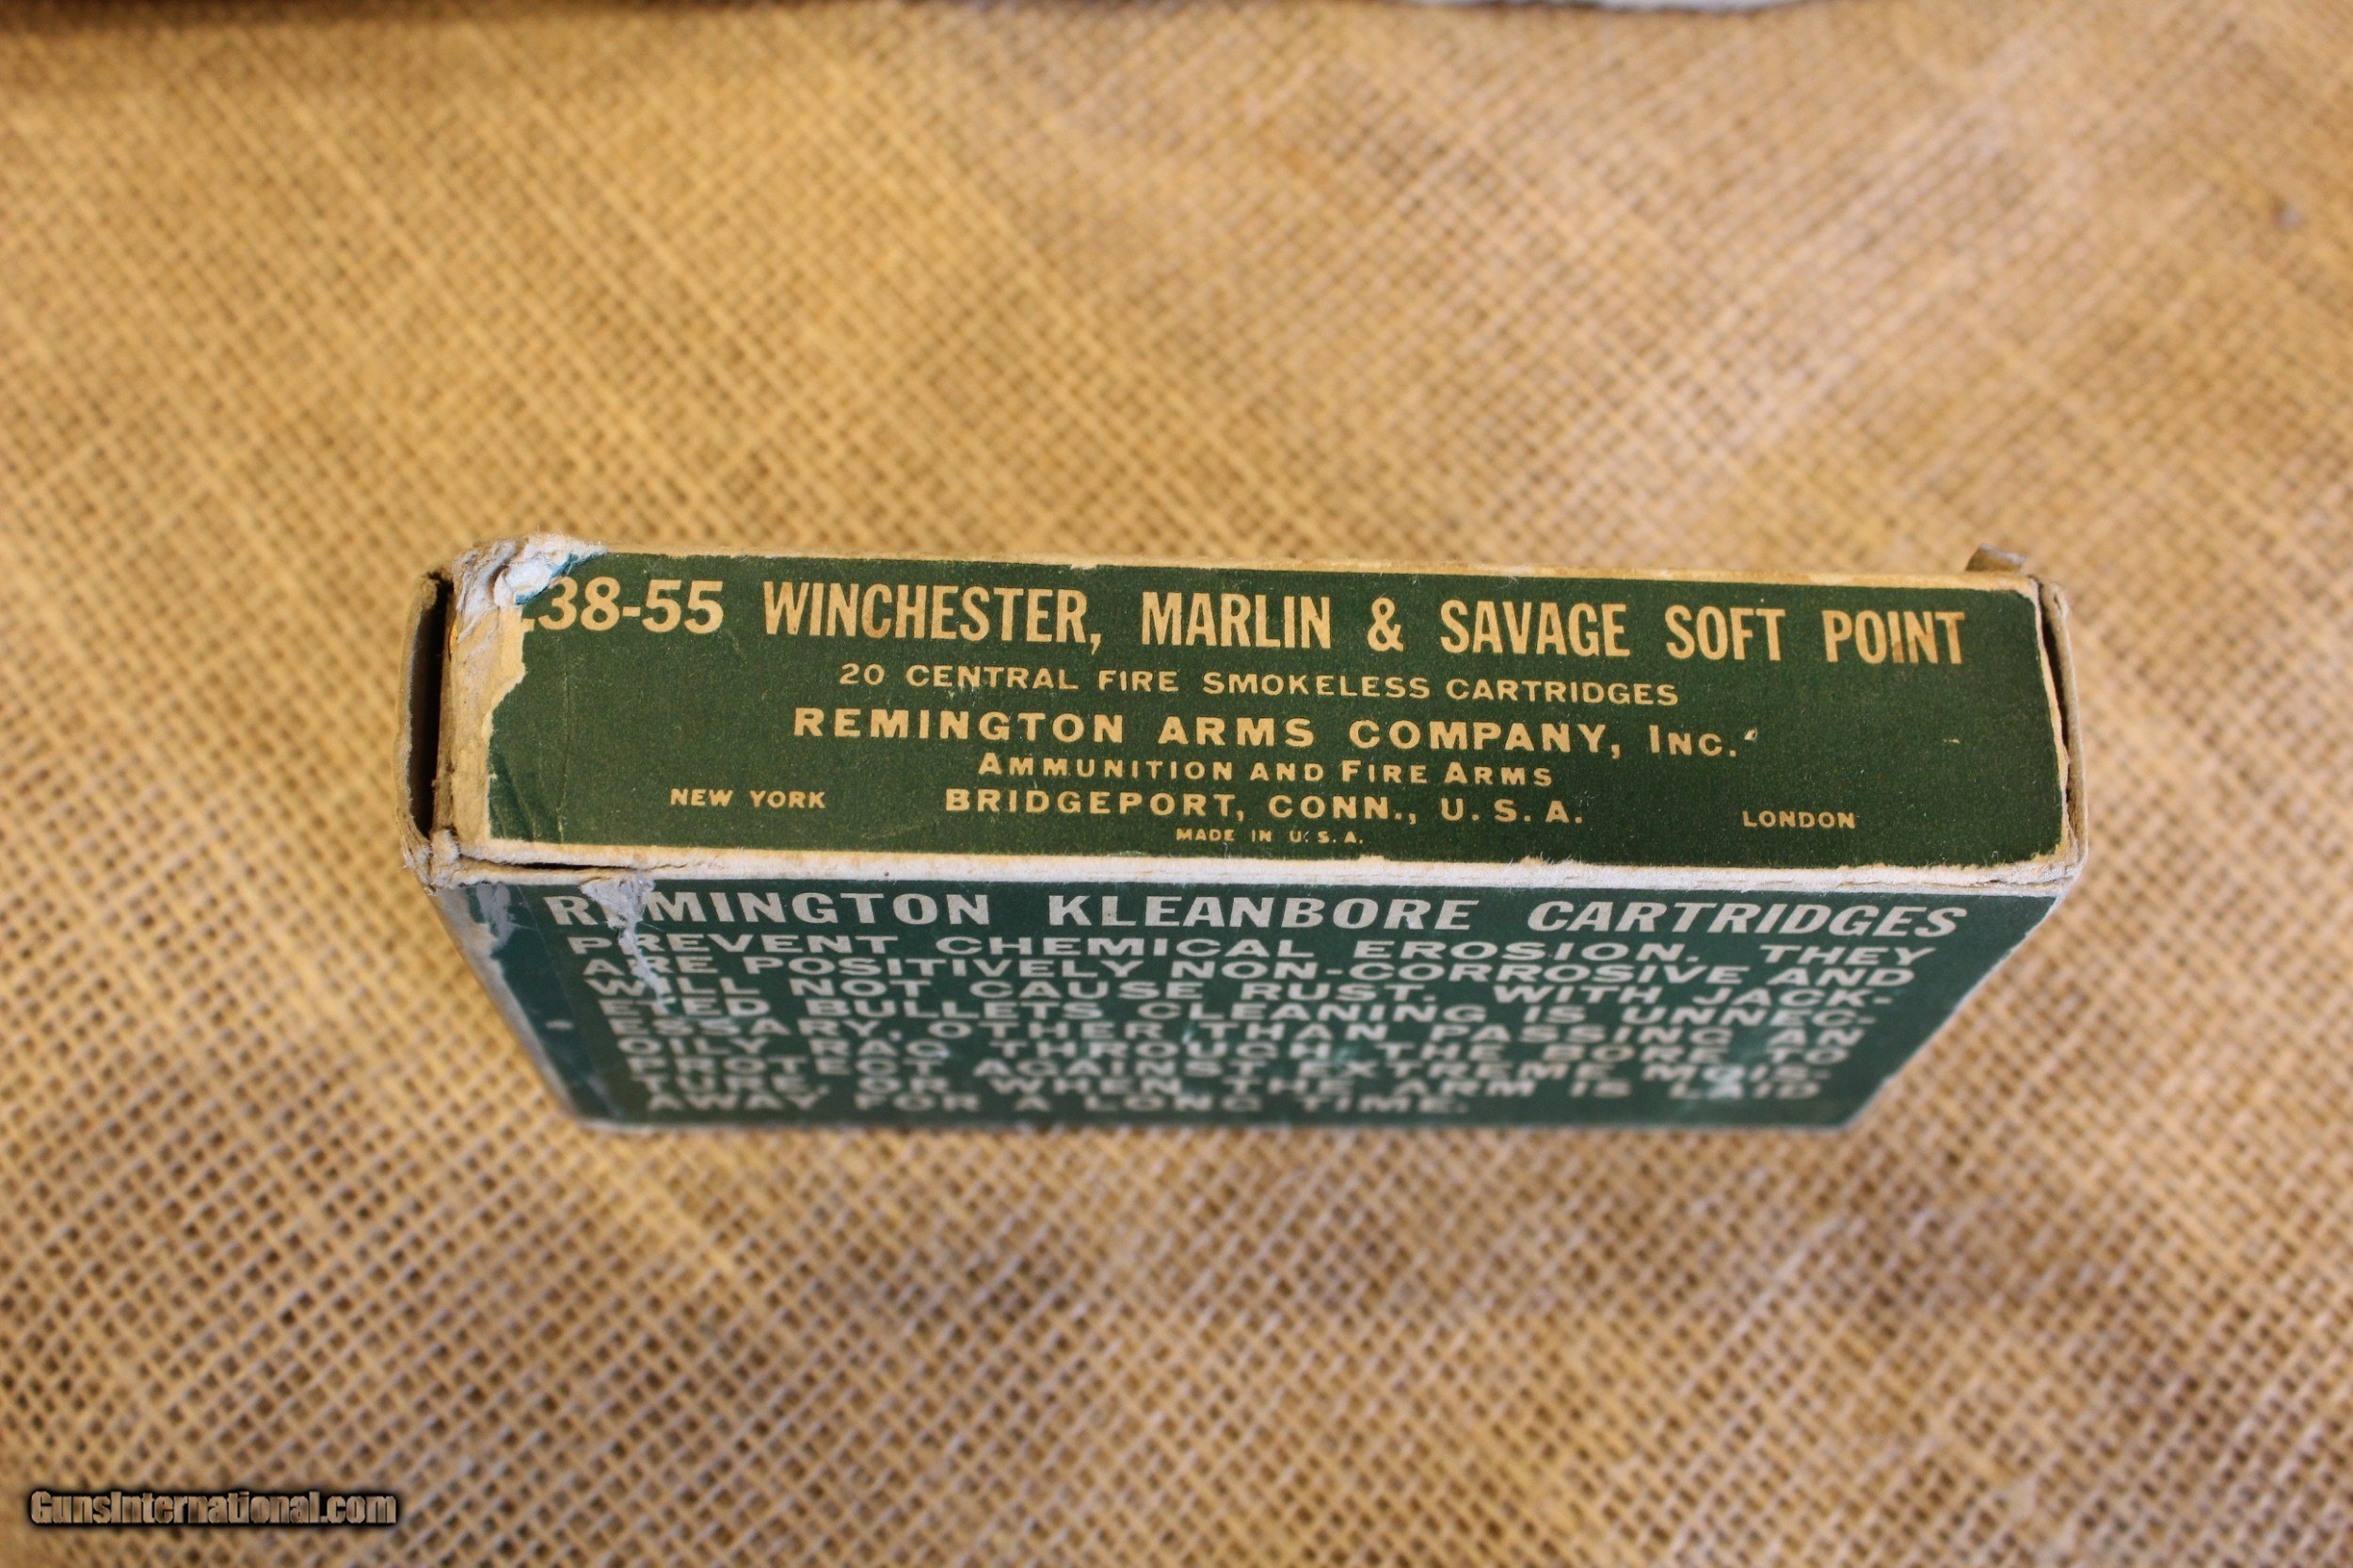 .38-55 WINCHESTER, MARLIN & SAVAGE SOFT POINT
20 CENTRAL FIRE SMOKELESS CARTRIDGES
REMINGTON ARMS COMPANY, INC.
AMMUNITION AND FIRE ARMS
NEW YORK BRIDGEPORT, CONN., U.S.A. LONDON
MADE IN U.S.A.
REMINGTON KLEANBORE CARTRIDGES
PREVENT CHEMICAL EROSION. THEY
ARE POSITIVELY NON-CORROSIVE AND
WILL NOT CAUSE RUST. WITH JACK-
ETED BULLETS CLEANING IS UNNEC-
ESSARY, OTHER THAN PASSING AN
OILY RAG THROUGH THE BORE TO
PROTECT AGAINST EXTREME MOIS-
TURE, OR WHEN THE ARM IS LAID
AWAY FOR A LONG TIME.
GunsInternational.com